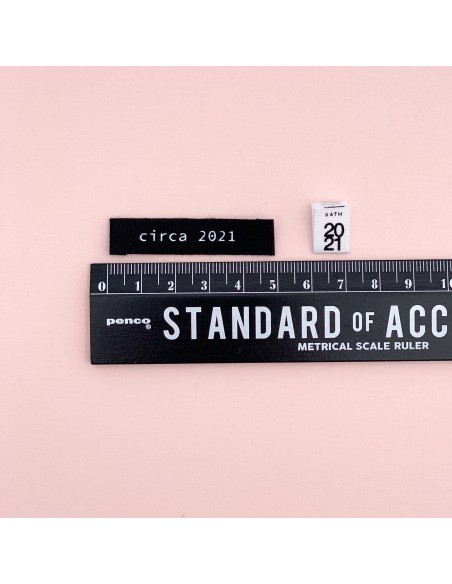 circa 2021
KATM
20
21
0 1 2 3 4 5 6 7 8 9 10
penco®
STANDARD OF ACC
METRICAL SCALE RULER